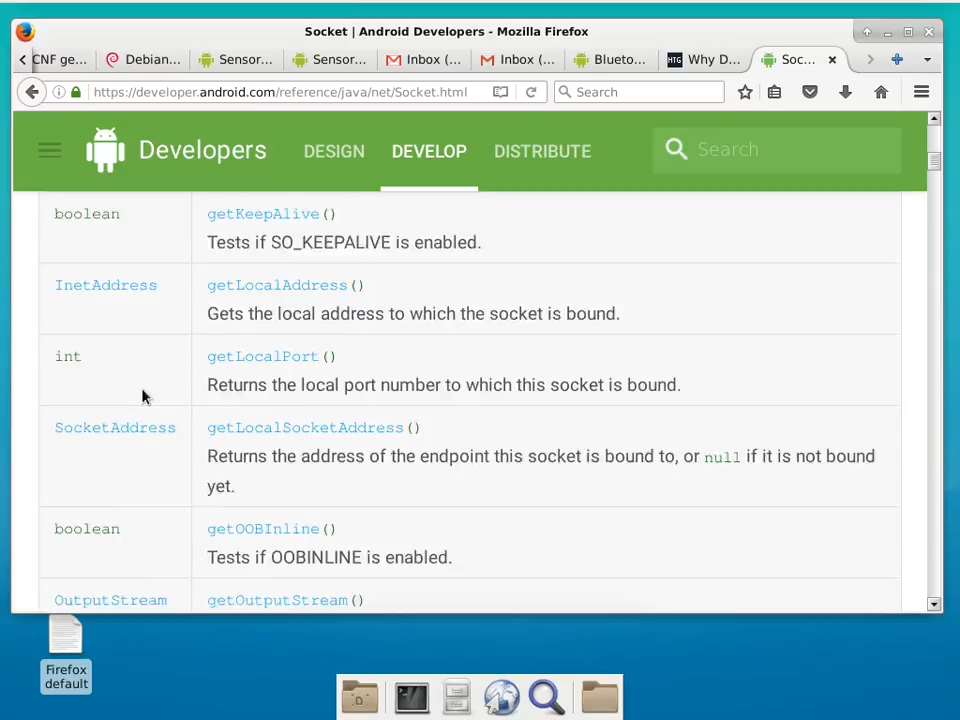 Socket | Android Developers - Mozilla Firefox
CNF ge...
Debian...
Sensor...
Sensor...
Inbox (...
Inbox (...
Blueto...
HTG Why D...
Soc...
https://developer.android.com/reference/java/net/Socket.html
Search
Developers
DESIGN
DEVELOP
DISTRIBUTE
Search
boolean
getKeepAlive()
Tests if SO_KEEPALIVE is enabled.
InetAddress
getLocalAddress()
Gets the local address to which the socket is bound.
int
getLocalPort()
Returns the local port number to which this socket is bound.
SocketAddress
getLocalSocketAddress()
Returns the address of the endpoint this socket is bound to, or null if it is not bound
yet.
boolean
getOOBInline()
Tests if OOBINLINE is enabled.
OutputStream
getOutputStream()
Firefox
default